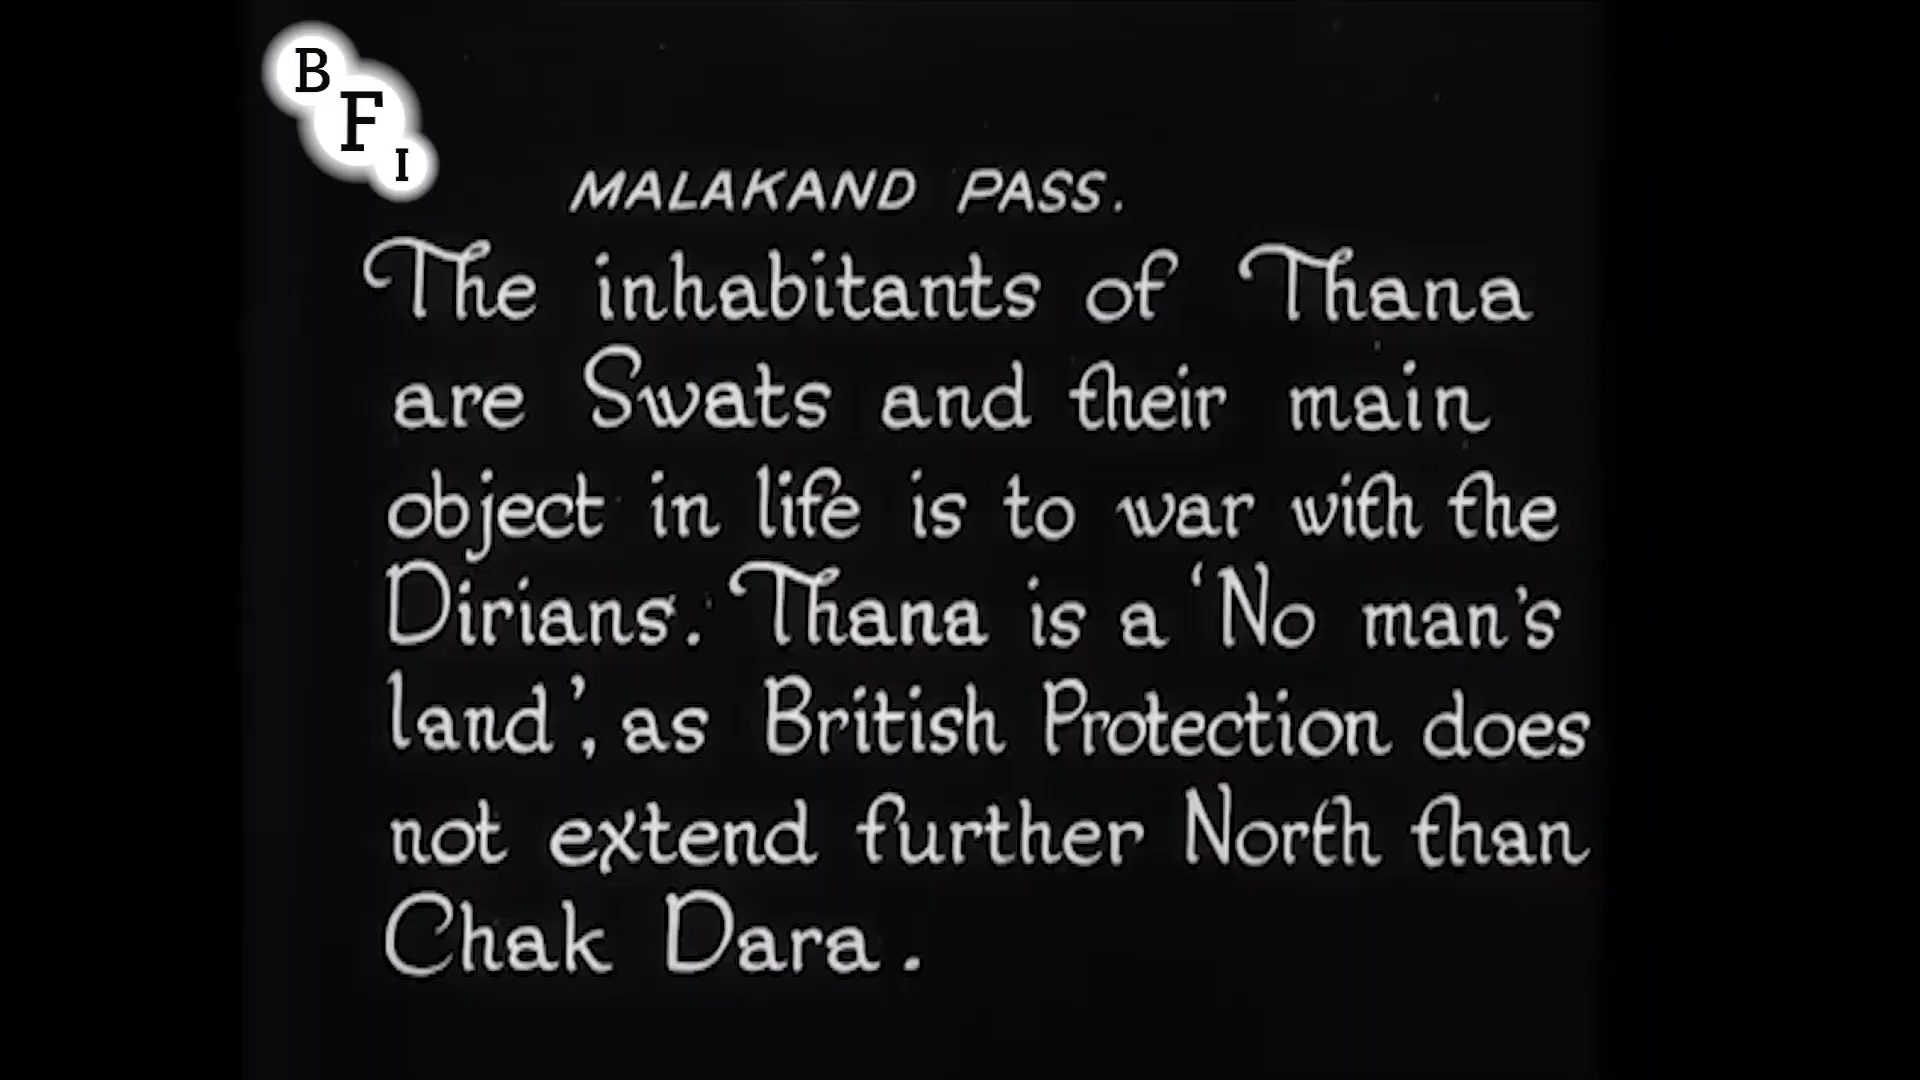 BFI
MALAKAND PASS.
The inhabitants of Thana
are Swats and their main
object in life is to war with the
Dirians. Thana is a ‘No man’s
land’, as British Protection does
not extend further North than
Chak Dara.